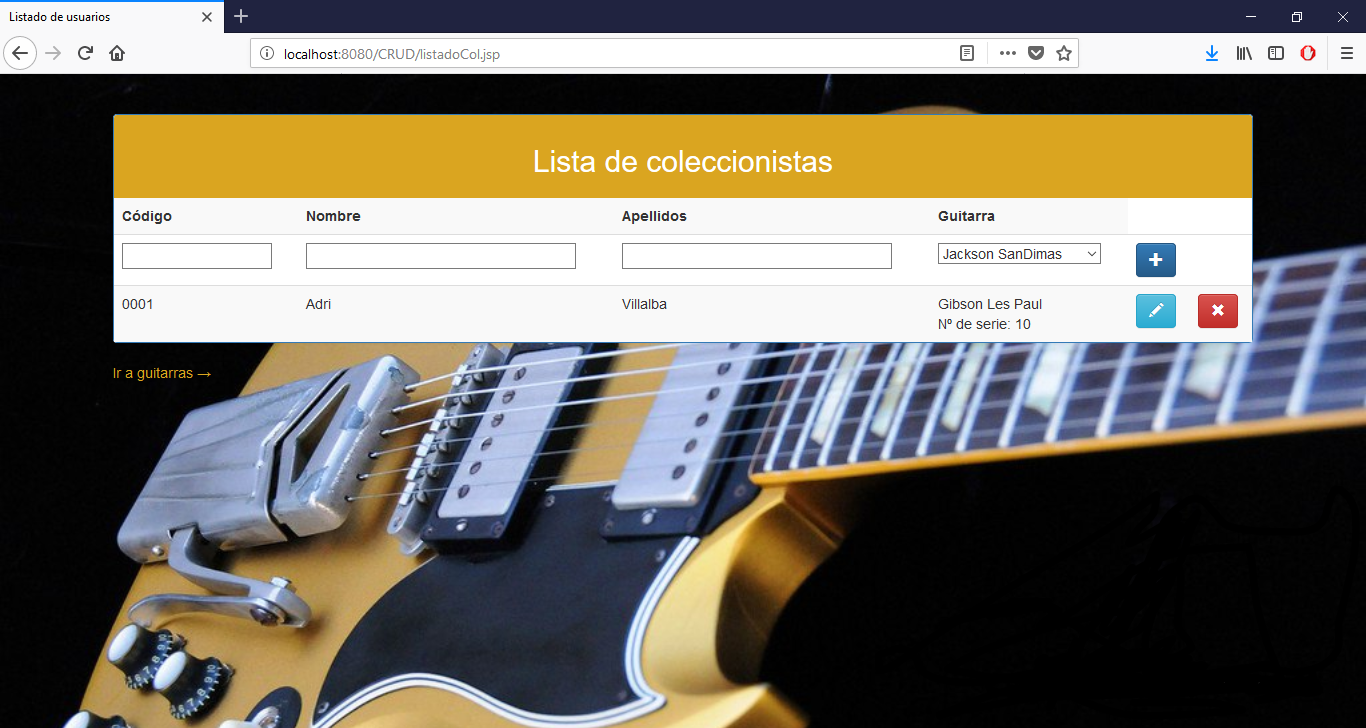 Listado de usuarios
localhost:8080/CRUD/listadoCol.jsp
Lista de coleccionistas
Código Nombre Apellidos Guitarra
Jackson SanDimas
0001 Adri Villalba Gibson Les Paul
Nº de serie: 10
Ir a guitarras →